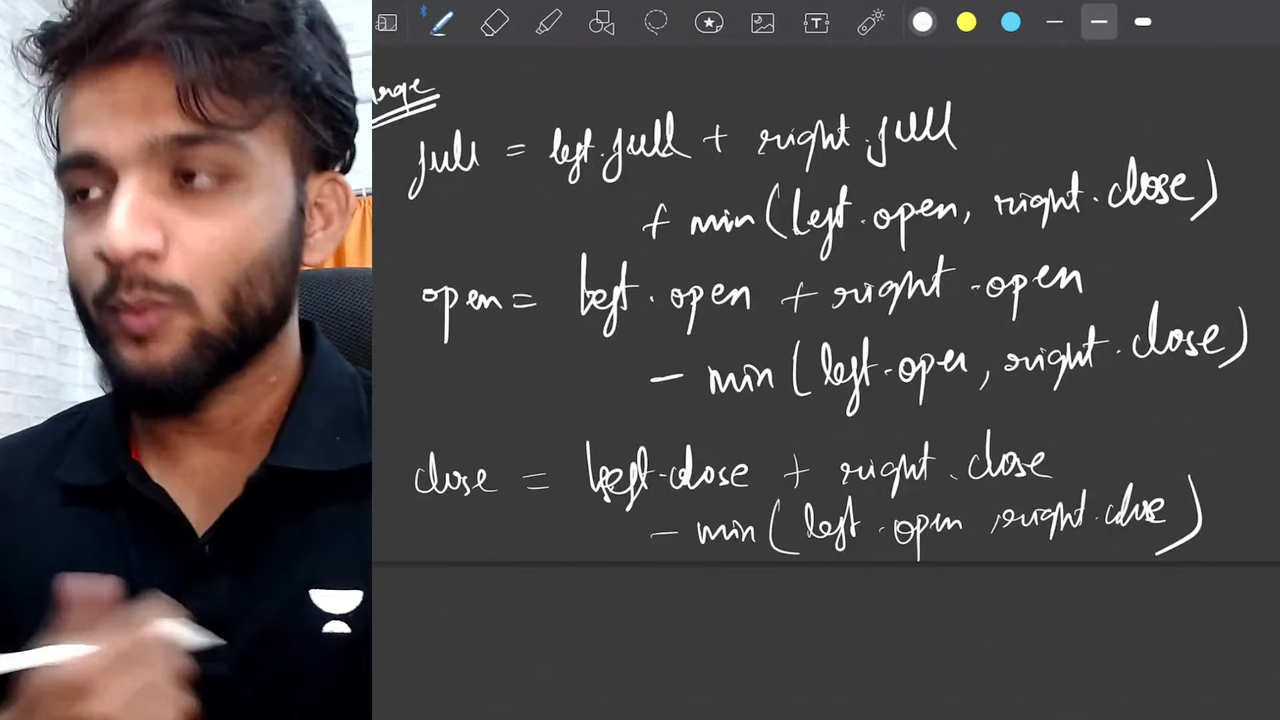 full = left.full + right.full
+ min(left.open, right.close)
open = left.open + right.open
- min(left.open, right.close)
close = left.close + right.close
- min(left.open, right.close)